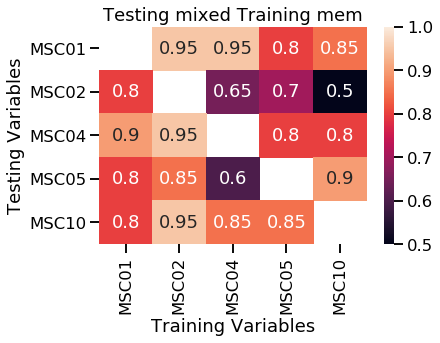 Testing mixed Training mem
MSC01 0.95 0.95 0.8 0.85
MSC02 0.8 0.65 0.7 0.5
MSC04 0.9 0.95 0.8 0.8
MSC05 0.8 0.85 0.6 0.9
MSC10 0.8 0.95 0.85 0.85
MSC01 MSC02 MSC04 MSC05 MSC10
Training Variables
Testing Variables
1.0
0.9
0.8
0.7
0.6
0.5